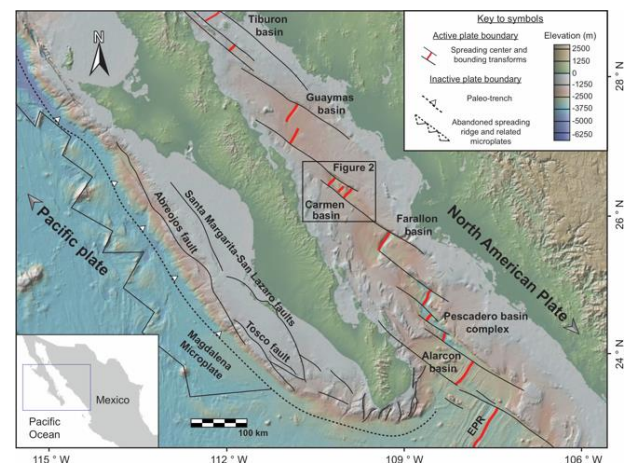 Tiburon
basin
N
Guaymas
basin
Figure 2
Carmen
basin
Farallon
basin
North American Plate
Pacific plate
Abreojos fault
Santa Margarita-San Lazaro faults
Tosco fault
Magdalena
Microplate
Pescadero basin
complex
Alarcon
basin
EPR
100 km
Mexico
Pacific
Ocean
Key to symbols
Active plate boundary
Spreading center and
bounding transforms
Inactive plate boundary
Paleo-trench
Abandoned spreading
ridge and related
microplates
Elevation (m)
2500
1250
0
-1250
-2500
-3750
-5000
-6250
28 ° N
26 ° N
24 ° N
115 ° W
112 ° W
109 ° W
106 ° W